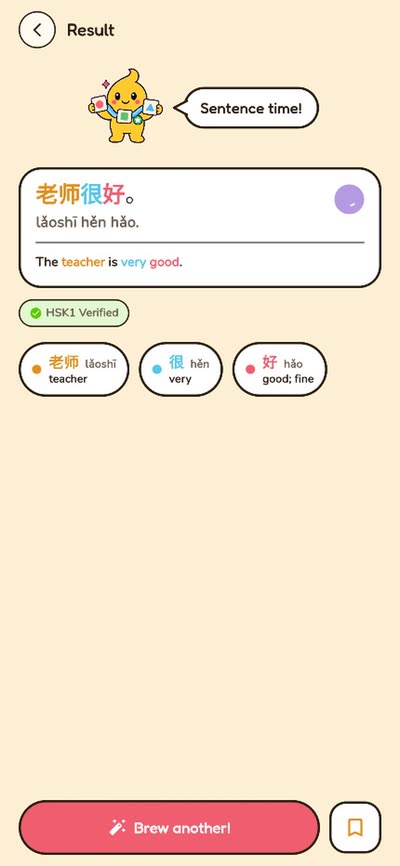 Result
Sentence time!
老师很好。
lǎoshī hěn hǎo.
The teacher is very good.
HSK1 Verified
老师 lǎoshī
teacher
很 hěn
very
好 hǎo
good; fine
Brew another!